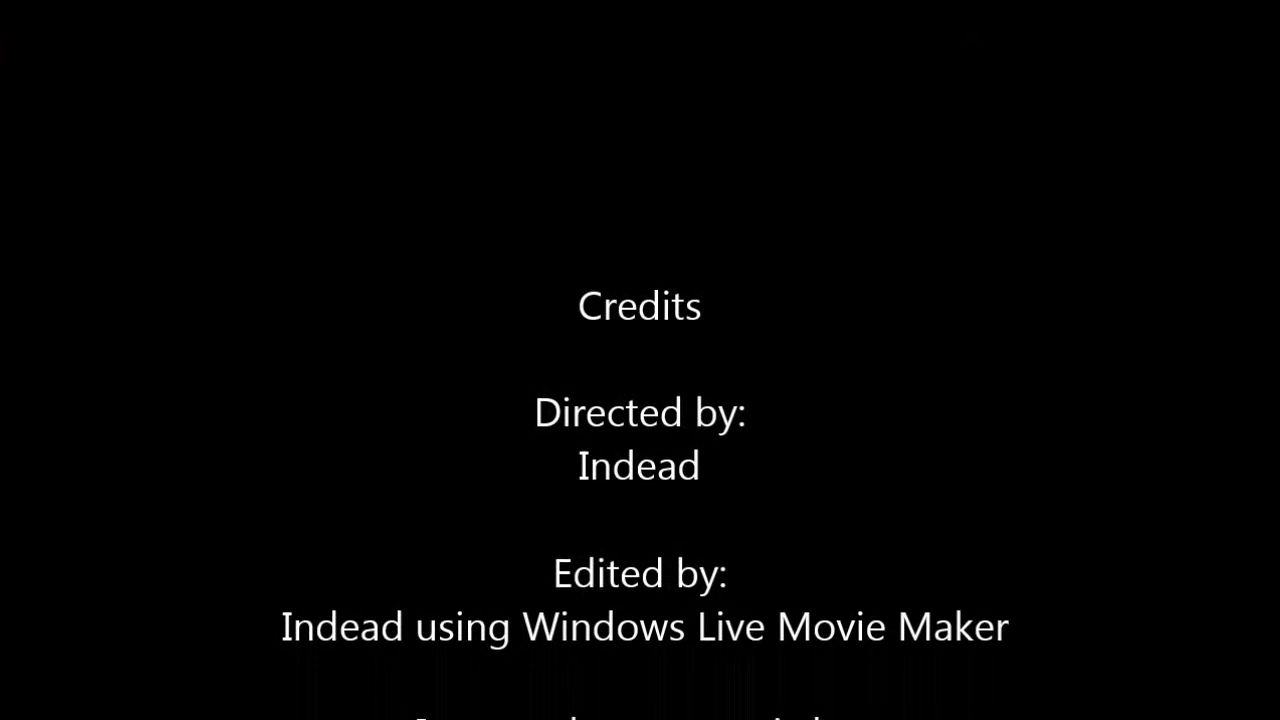 Credits
Directed by:
Indead
Edited by:
Indead using Windows Live Movie Maker